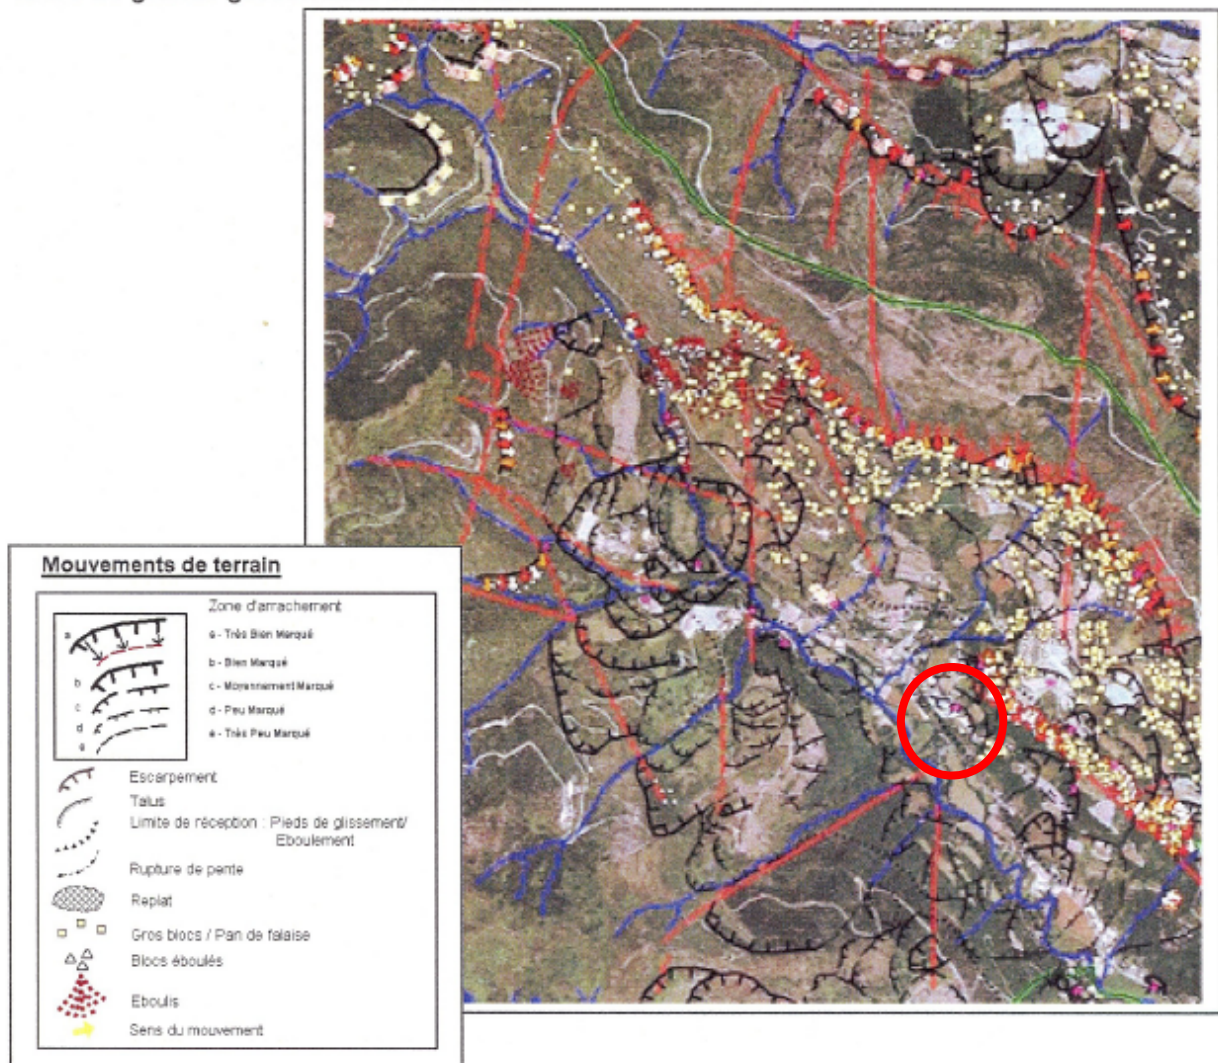 Mouvements de terrain
Zone d'arrachement
a
a - Très Bien Marqué
b
b - Bien Marqué
c
c - Moyennement Marqué
d
d - Peu Marqué
e
e - Très Peu Marqué
Escarpement
Talus
Limite de réception : Pieds de glissement/
Eboulement
Rupture de pente
Replat
Gros blocs / Pan de falaise
Blocs éboulés
Eboulis
Sens du mouvement